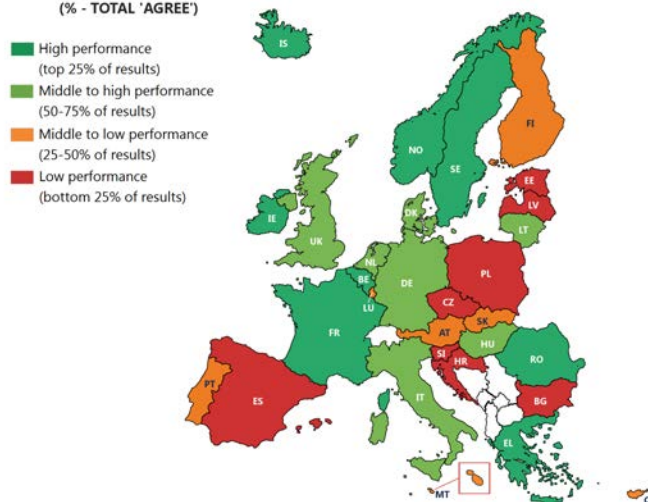 (% - TOTAL 'AGREE')
High performance
(top 25% of results)
Middle to high performance
(50-75% of results)
Middle to low performance
(25-50% of results)
Low performance
(bottom 25% of results)
IS
FI
NO
SE
EE
LV
DK
LT
IE
UK
NL
PL
BE
DE
LU
CZ
SK
FR
AT
HU
SI
HR
RO
PT
ES
IT
BG
EL
MT